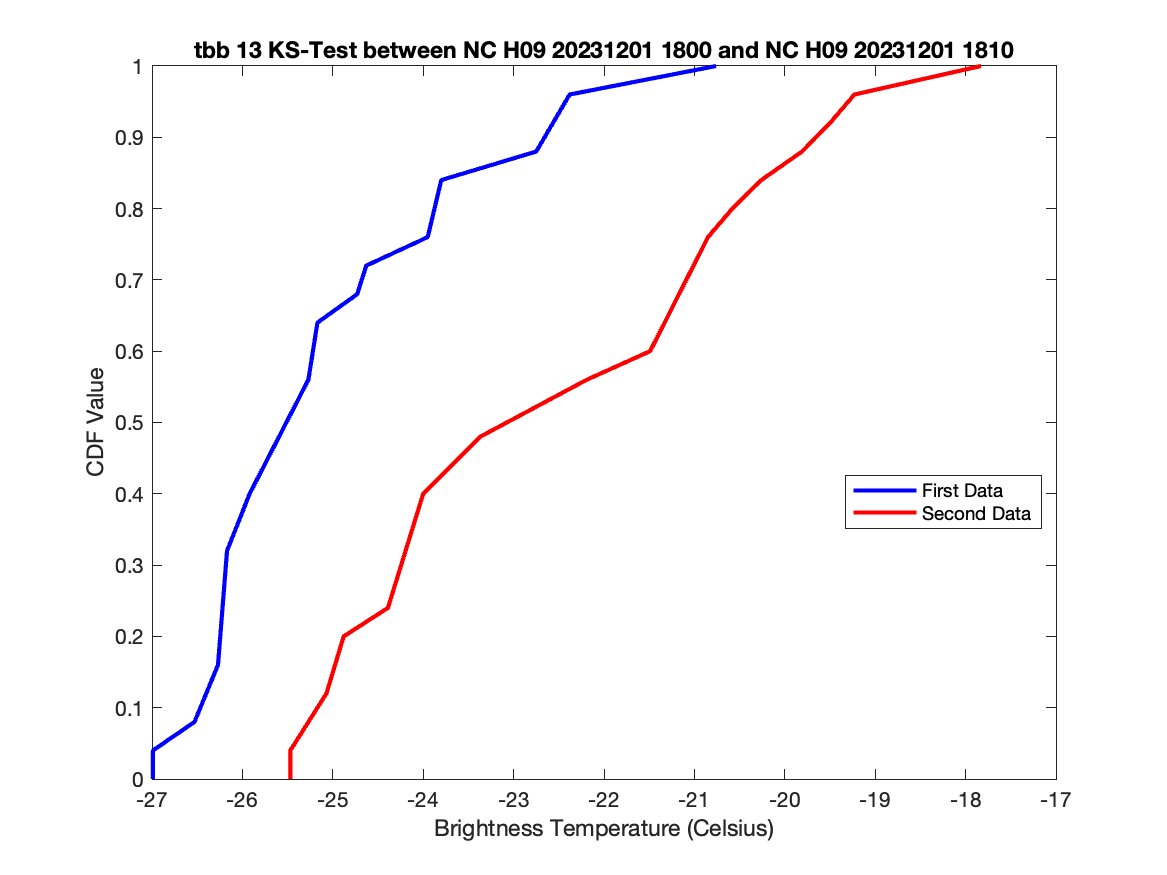 tbb 13 KS-Test between NC H09 20231201 1800 and NC H09 20231201 1810
1
0.9
0.8
0.7
0.6
0.5
0.4
0.3
0.2
0.1
0
CDF Value
First Data
Second Data
-27 -26 -25 -24 -23 -22 -21 -20 -19 -18 -17
Brightness Temperature (Celsius)